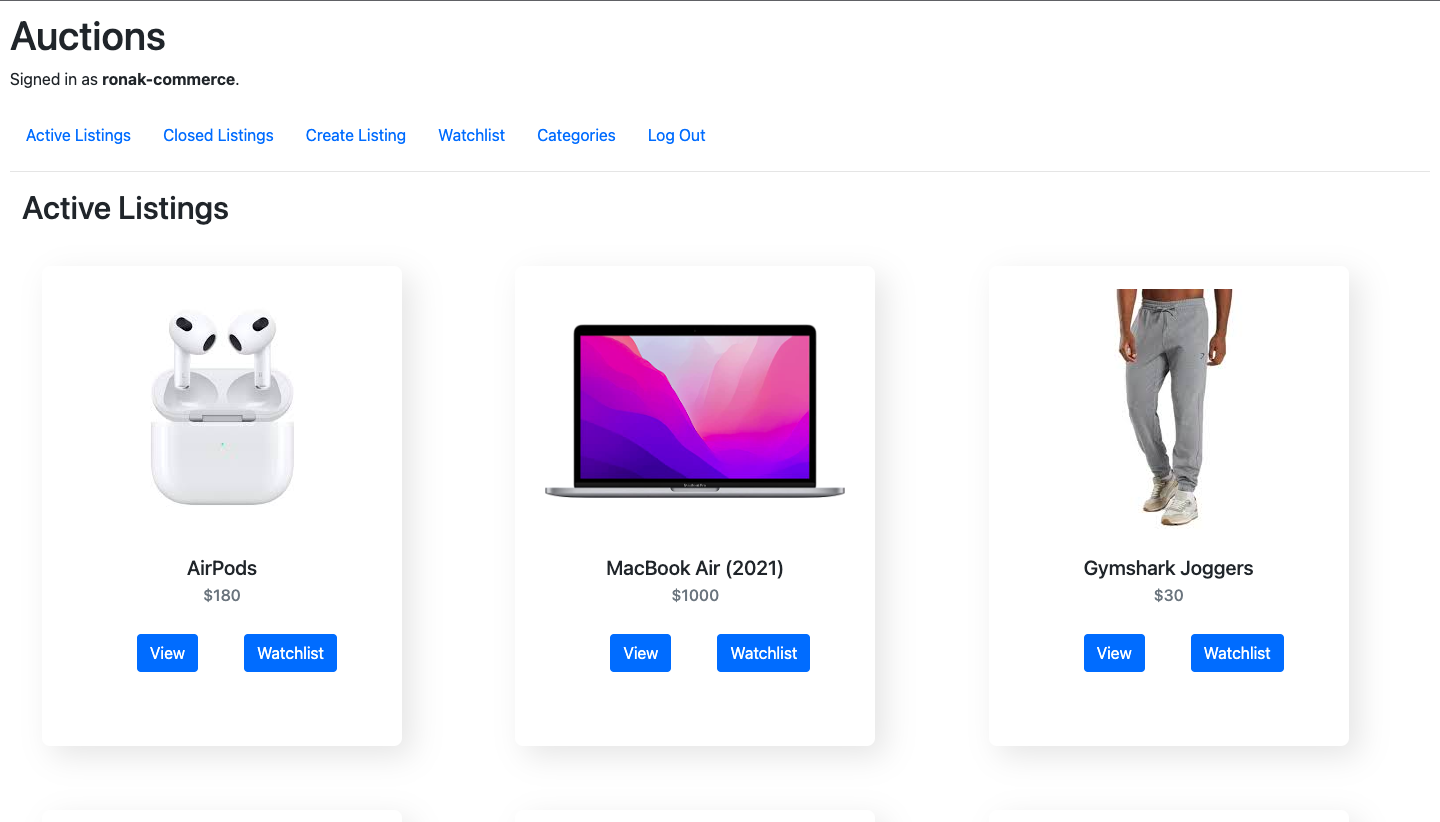 Auctions
Signed in as ronak-commerce.
Active Listings Closed Listings Create Listing Watchlist Categories Log Out
Active Listings
AirPods MacBook Air (2021) Gymshark Joggers
$180 $1000 $30
View Watchlist View Watchlist View Watchlist